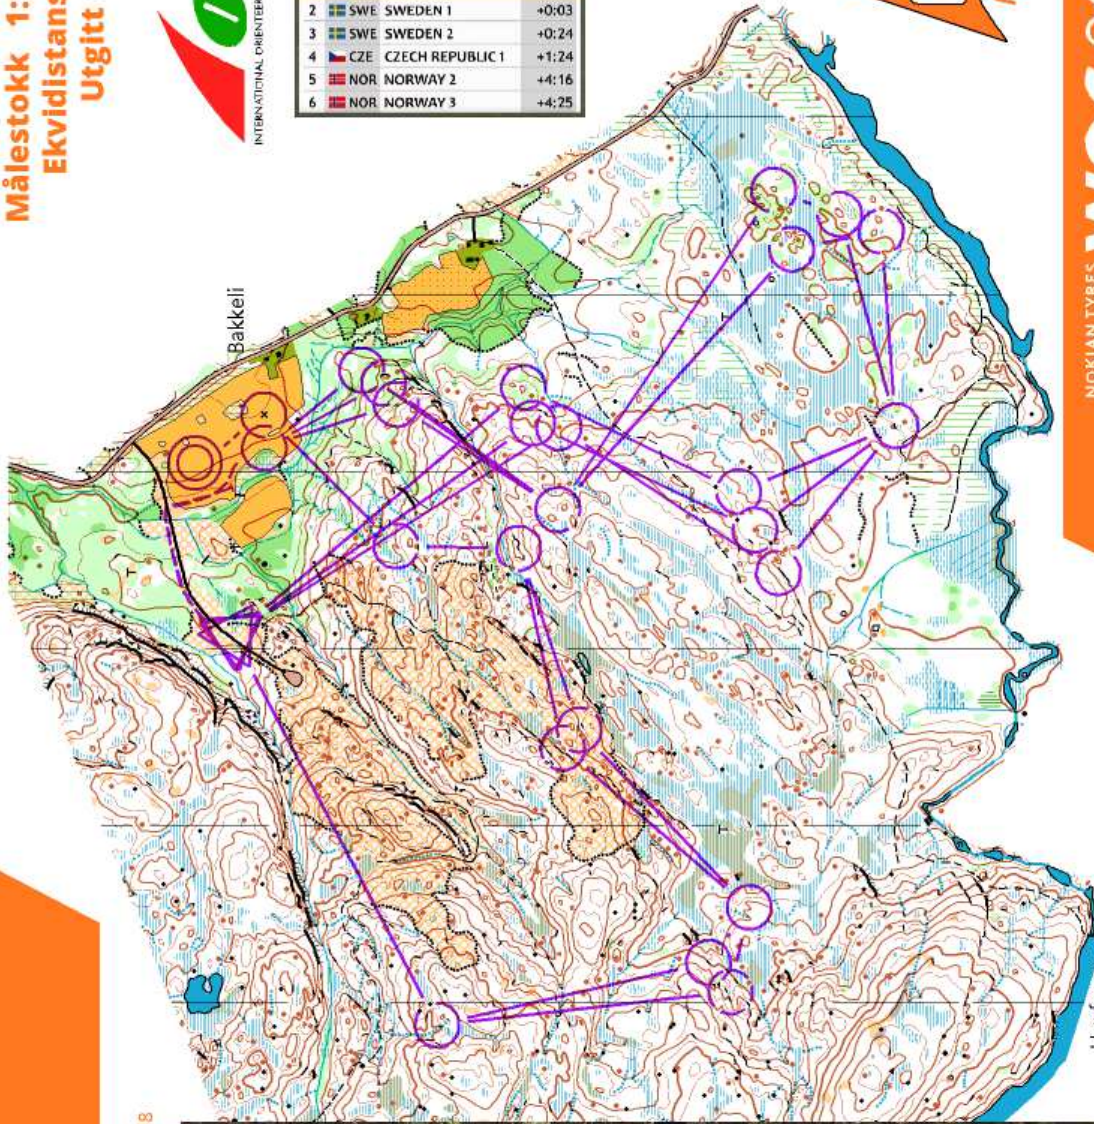 Målestokk 1:
Ekvidistans
Utgitt
INTERNATIONAL ORIENTEER
2 SWE SWEDEN 1 +0:03
3 SWE SWEDEN 2 +0:24
4 CZE CZECH REPUBLIC 1 +1:24
5 NOR NORWAY 2 +4:16
6 NOR NORWAY 3 +4:25
Bakkeli
NOKIAN TYRES
8